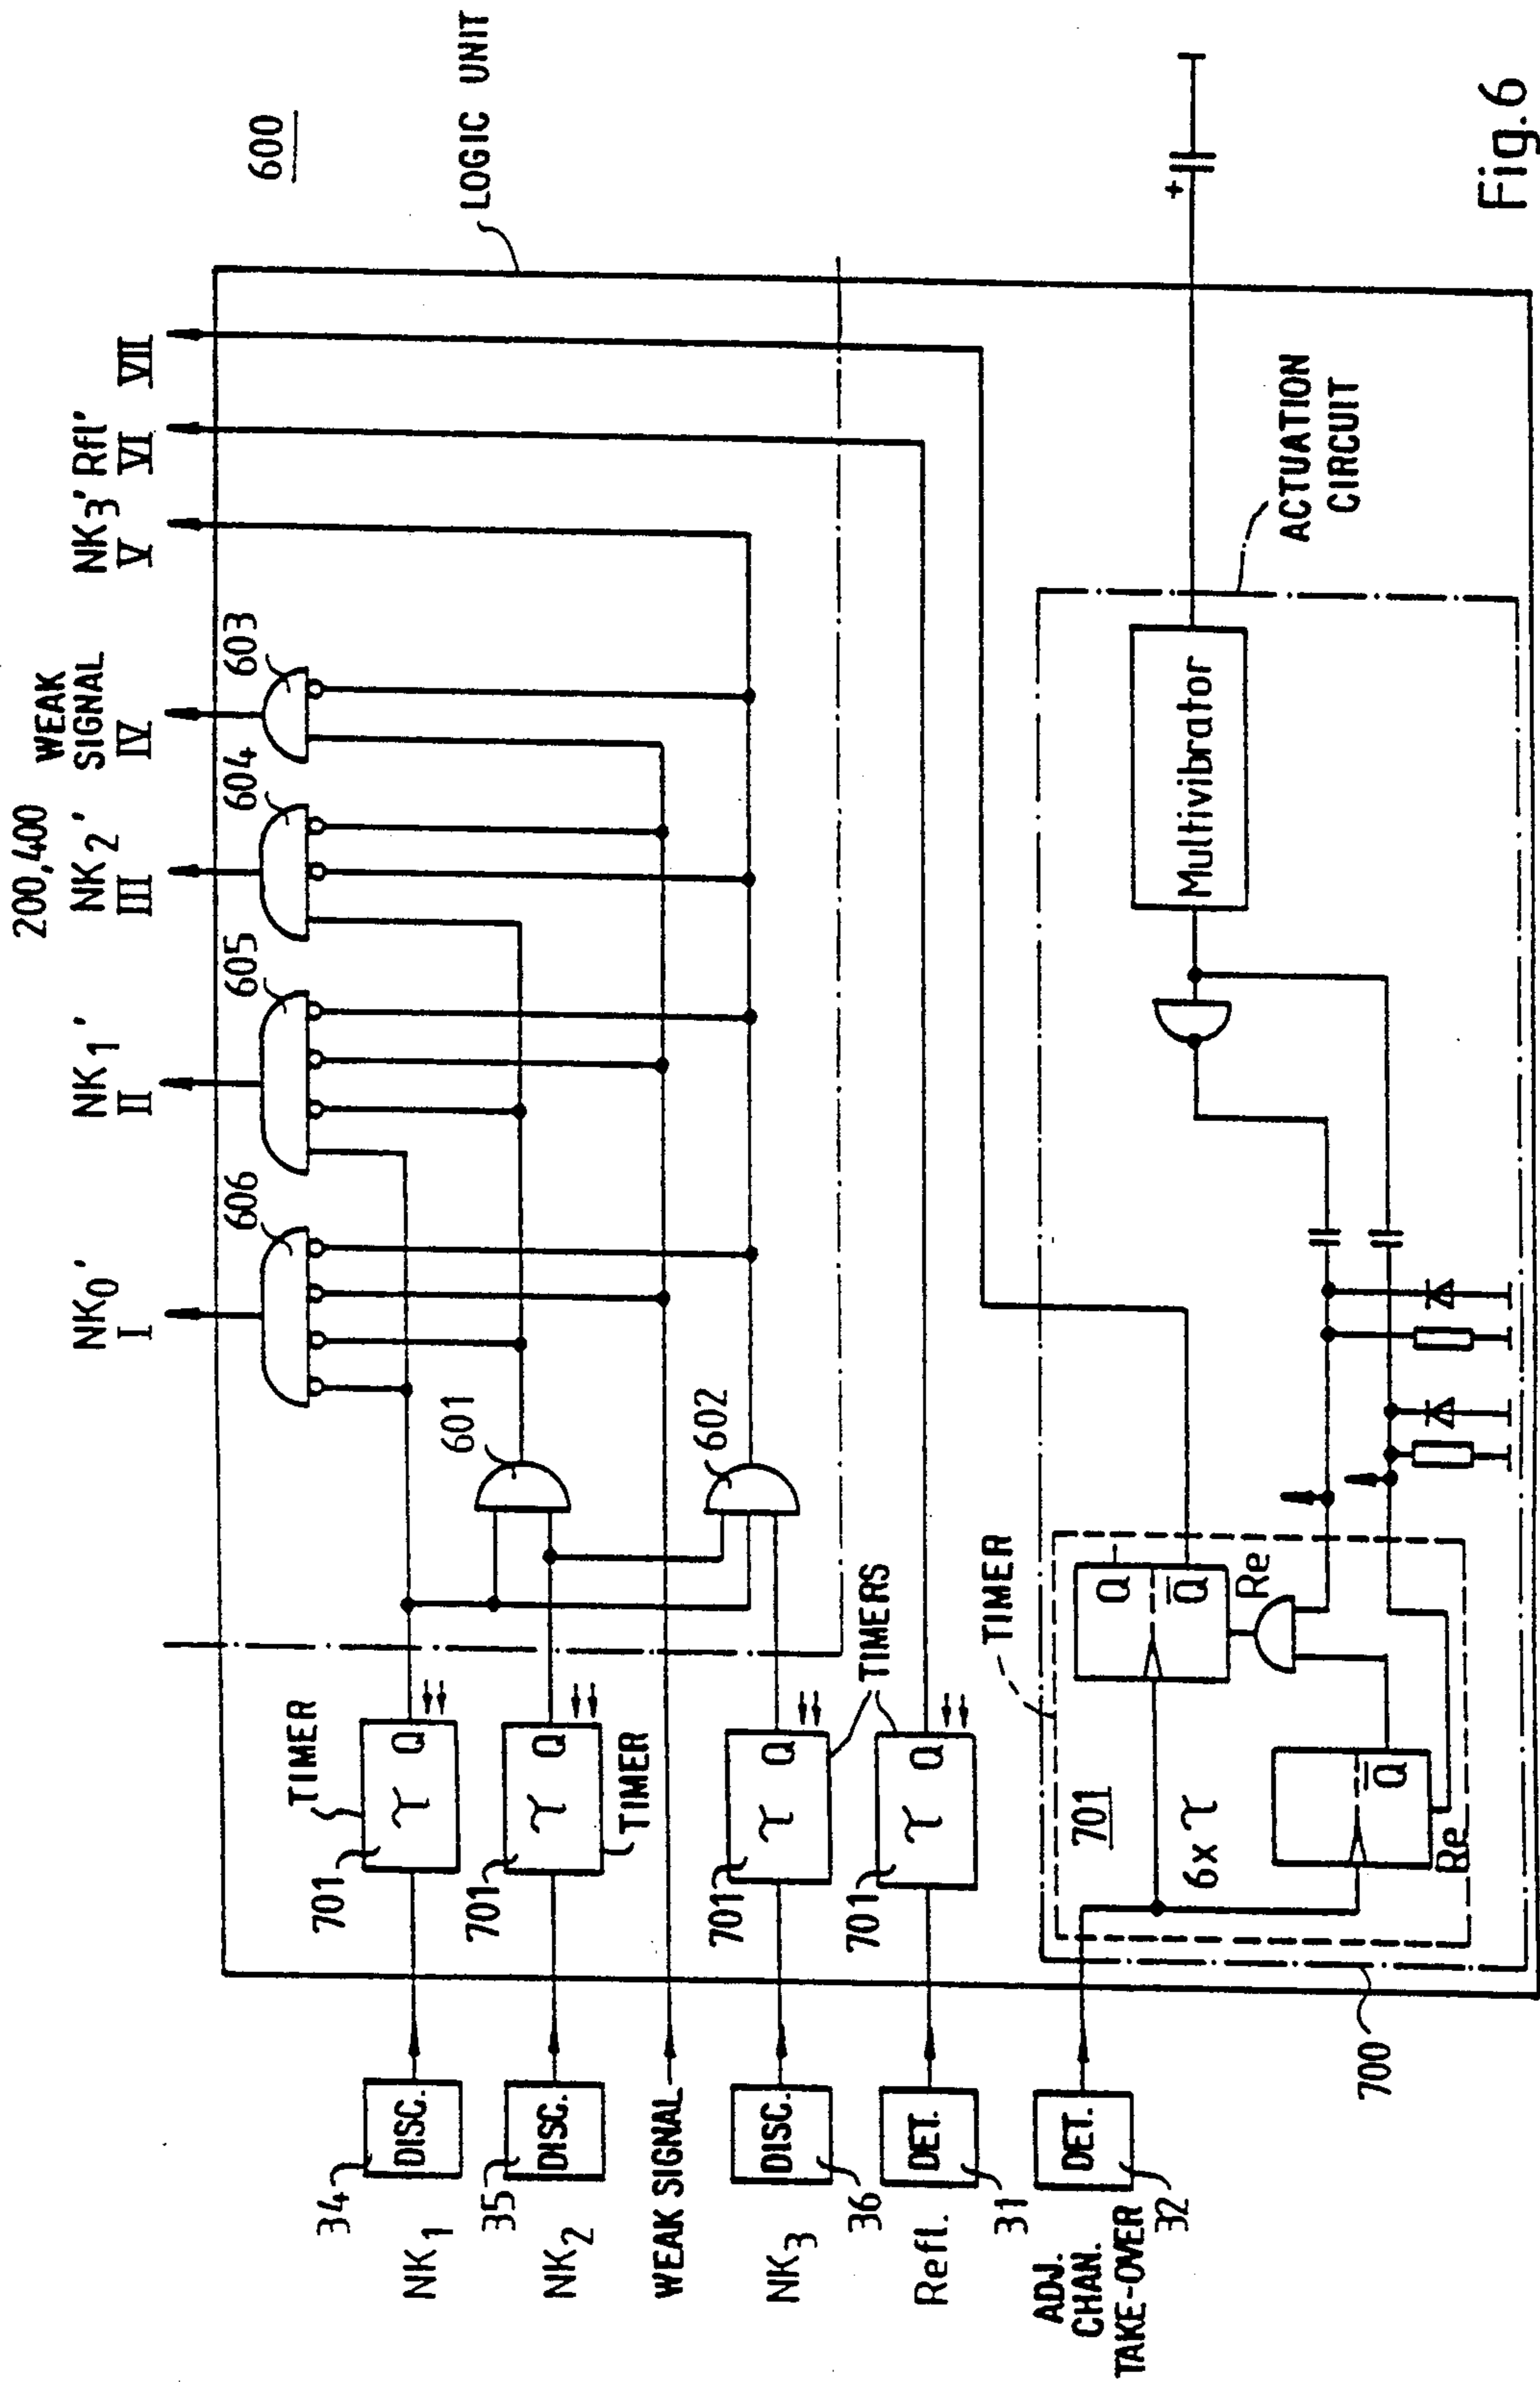 600
LOGIC UNIT
200,400
NK0'
I
NK1'
II
NK2'
III
WEAK
SIGNAL
IV
NK3'
V
Rfl'
VI
VII
606
605
604
603
601
602
34
DISC.
NK1
701
TIMER
τ
Q
35
DISC.
NK2
701
TIMER
τ
Q
WEAK SIGNAL
36
DISC.
NK3
701
τ
Q
TIMERS
31
DET.
Refl.
701
τ
Q
32
DET.
ADJ.
CHAN.
TAKE-OVER
700
TIMER
701
6x τ
Q
Q̅
Re
Q̅
Re
Multivibrator
ACTUATION
CIRCUIT
+
Fig.6